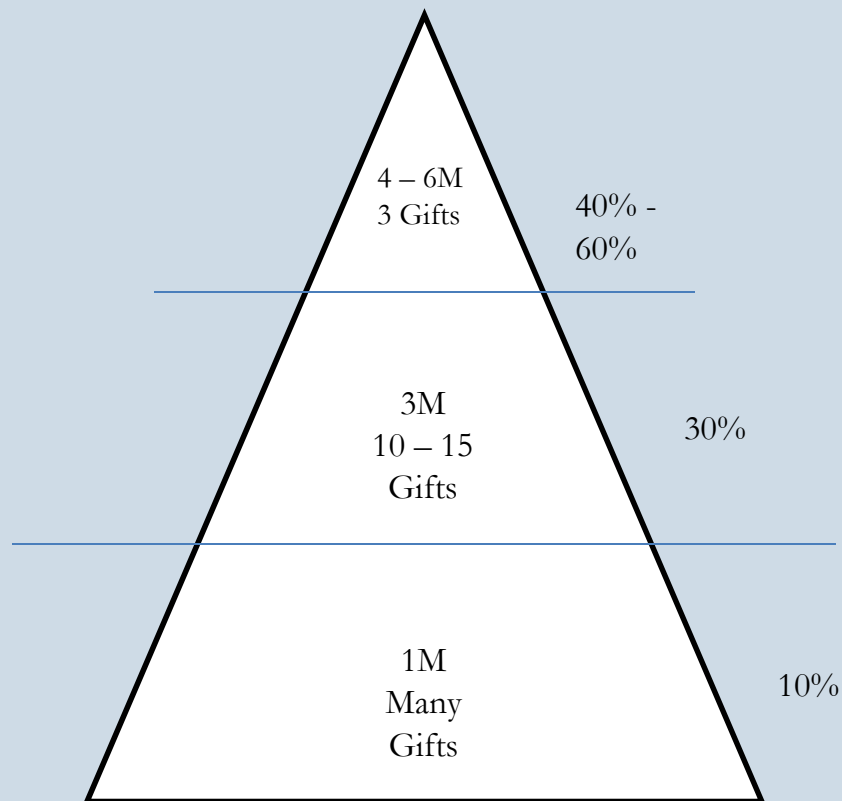 4 – 6M
3 Gifts
40% -
60%
3M
10 – 15
Gifts
30%
1M
Many
Gifts
10%